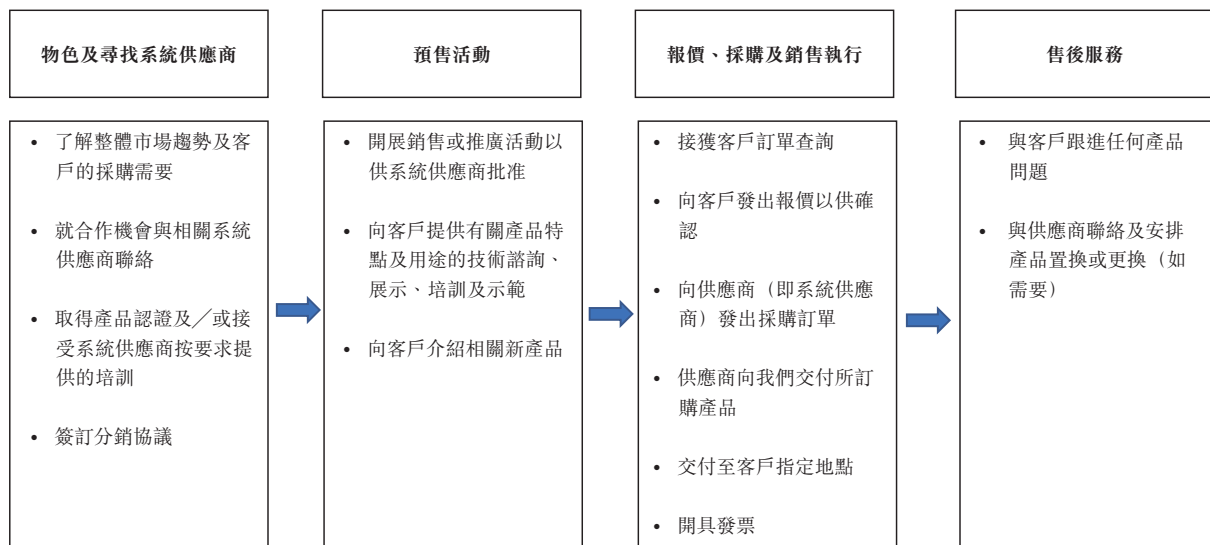 物色及尋找系統供應商
• 了解整體市場趨勢及客
戶的採購需要
• 就合作機會與相關系統
供應商聯絡
• 取得產品認證及╱或接
受系統供應商按要求提
供的培訓
• 簽訂分銷協議
預售活動
• 開展銷售或推廣活動以
供系統供應商批准
• 向客戶提供有關產品特
點及用途的技術諮詢、
展示、培訓及示範
• 向客戶介紹相關新產品
報價、採購及銷售執行
• 接獲客戶訂單查詢
• 向客戶發出報價以供確
認
• 向供應商（即系統供應
商）發出採購訂單
• 供應商向我們交付所訂
購產品
• 交付至客戶指定地點
• 開具發票
售後服務
• 與客戶跟進任何產品
問題
• 與供應商聯絡及安排
產品置換或更換（如
需要）